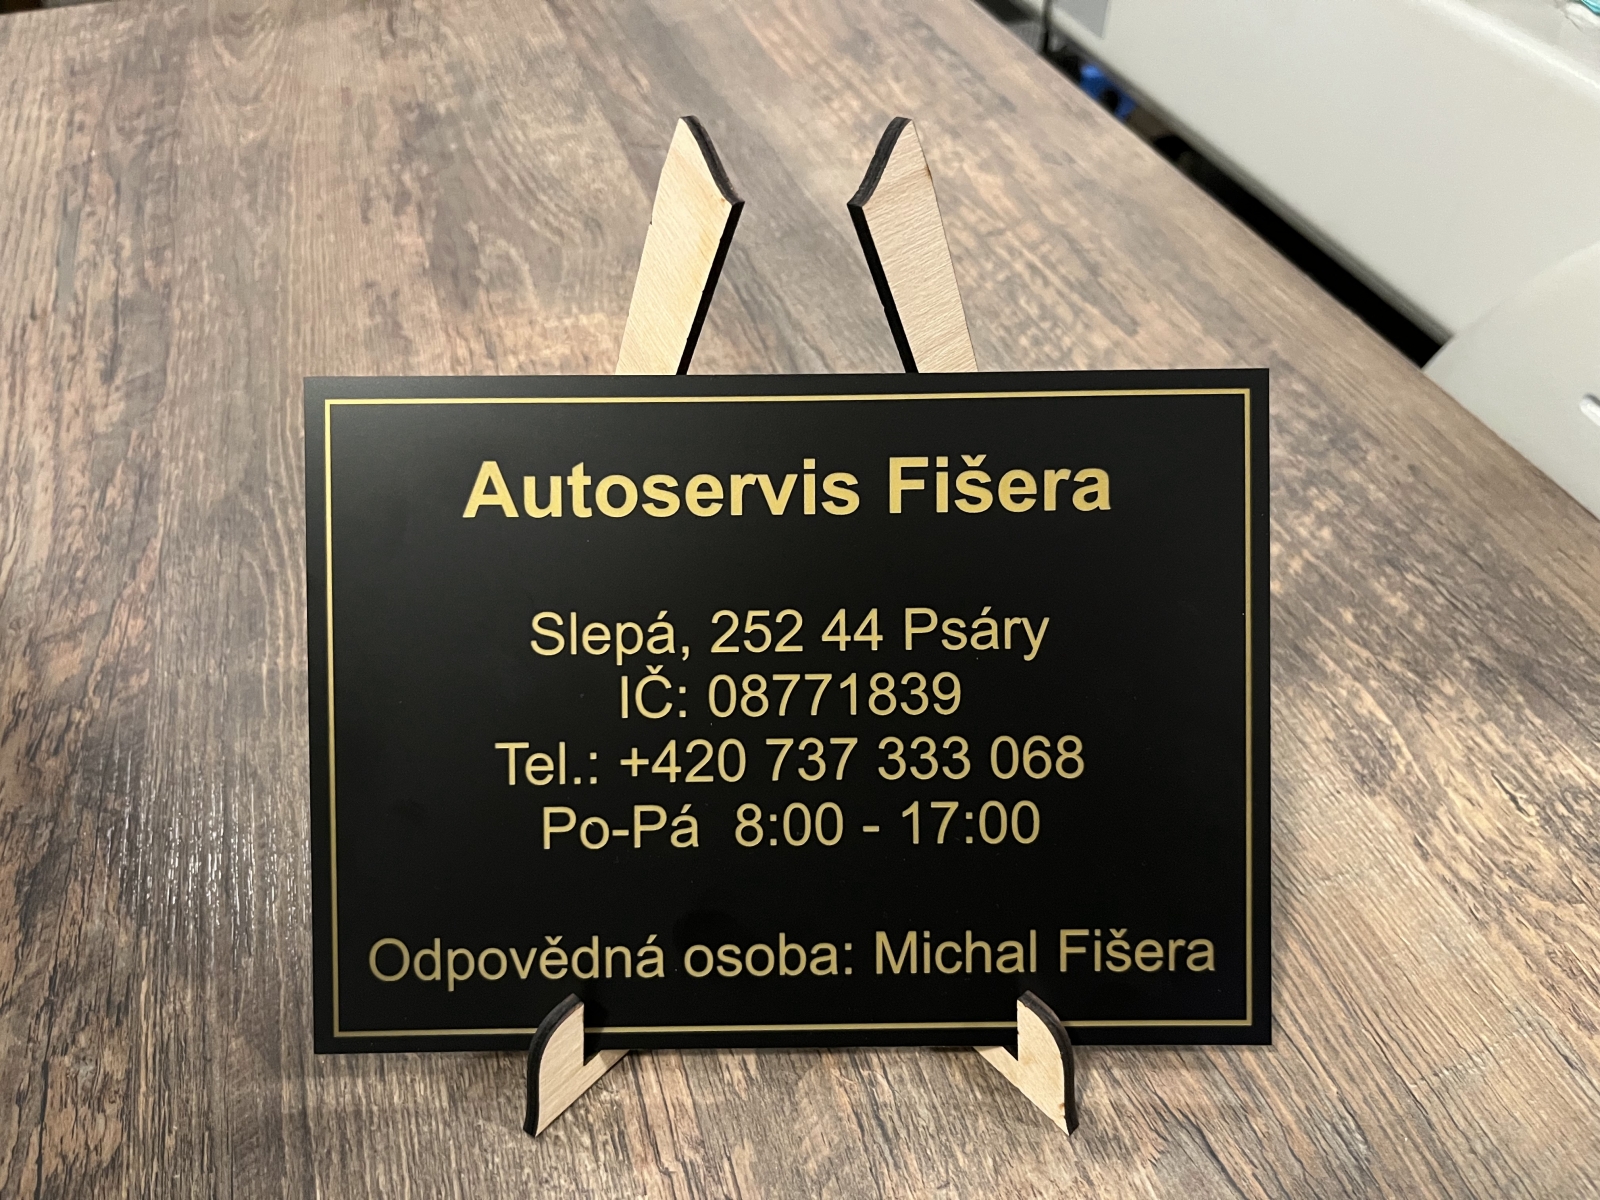 Autoservis Fišera
Slepá, 252 44 Psáry
IČ: 08771839
Tel.: +420 737 333 068
Po-Pá  8:00 - 17:00
Odpovědná osoba: Michal Fišera